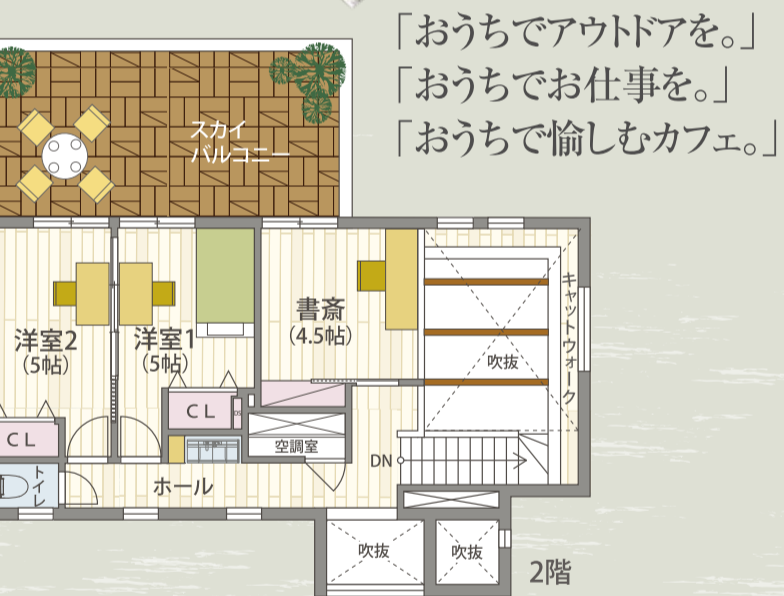 「おうちでアウトドアを。」
「おうちでお仕事を。」
「おうちで愉しむカフェ。」
スカイ
バルコニー
洋室2
(5帖)
洋室1
(5帖)
書斎
(4.5帖)
キャットウォーク
吹抜
CL
CL
空調室
DN
トイレ
ホール
吹抜
吹抜
2階